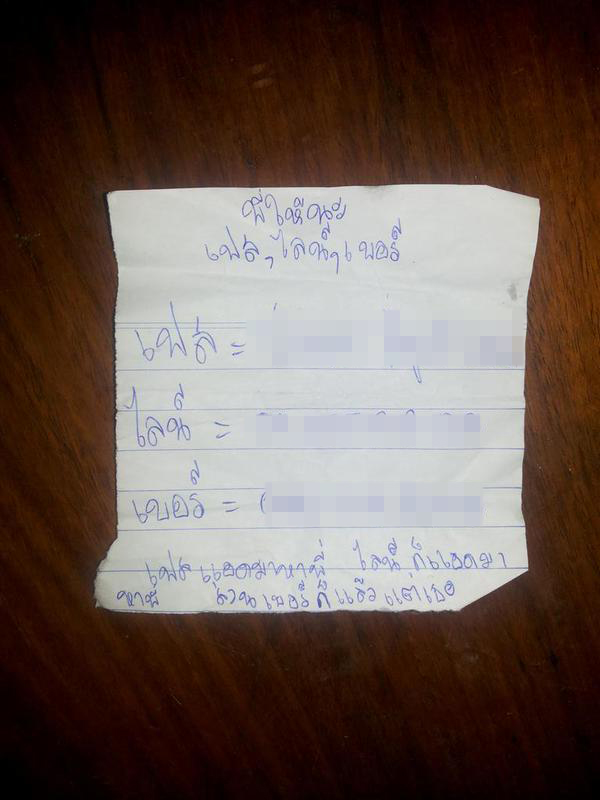 พี่ให้นะ
เฟส, ไลน์, เบอร์
เฟส =
ไลน์ =
เบอร์ =
เฟส แอดมาหาพี่ ไลน์ ก็แอดมา
หาพี่ ส่วนเบอร์ก็แล้วแต่เธอ